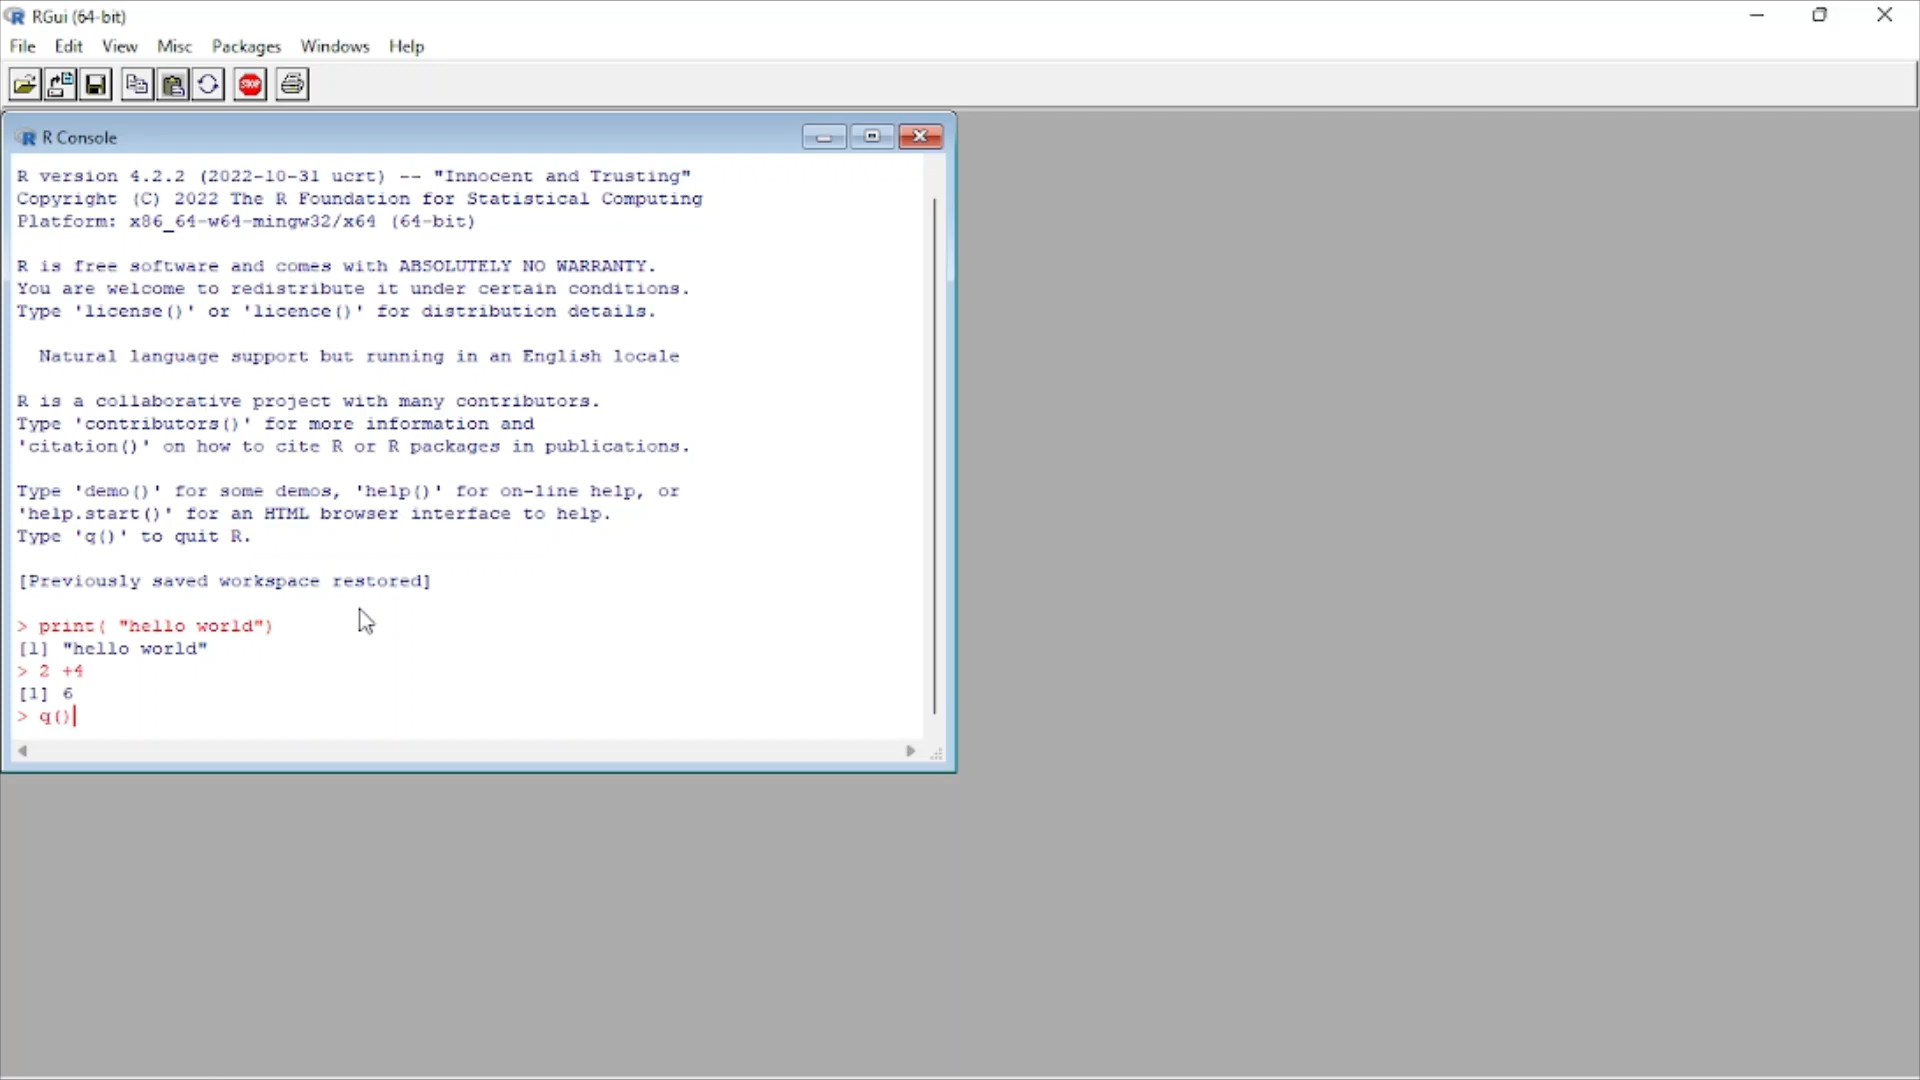 RGui (64-bit)
File Edit View Misc Packages Windows Help
STOP
R Console
R version 4.2.2 (2022-10-31 ucrt) -- "Innocent and Trusting"
Copyright (C) 2022 The R Foundation for Statistical Computing
Platform: x86_64-w64-mingw32/x64 (64-bit)
R is free software and comes with ABSOLUTELY NO WARRANTY.
You are welcome to redistribute it under certain conditions.
Type 'license()' or 'licence()' for distribution details.
Natural language support but running in an English locale
R is a collaborative project with many contributors.
Type 'contributors()' for more information and
'citation()' on how to cite R or R packages in publications.
Type 'demo()' for some demos, 'help()' for on-line help, or
'help.start()' for an HTML browser interface to help.
Type 'q()' to quit R.
[Previously saved workspace restored]
> print( "hello world")
[1] "hello world"
> 2 +4
[1] 6
> q()